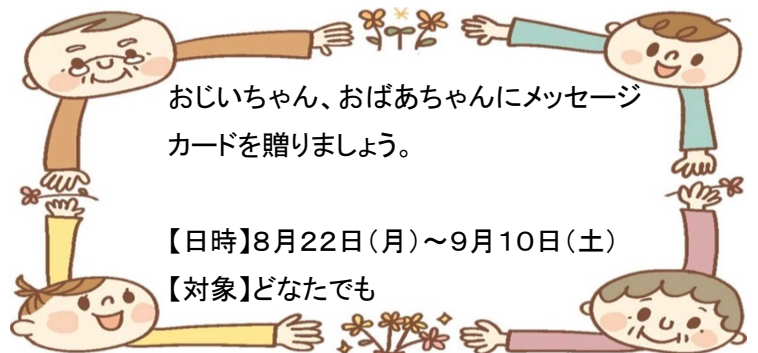 おじいちゃん、おばあちゃんにメッセージ
カードを贈りましょう。
【日時】８月２２日（月）～９月１０日（土）
【対象】どなたでも